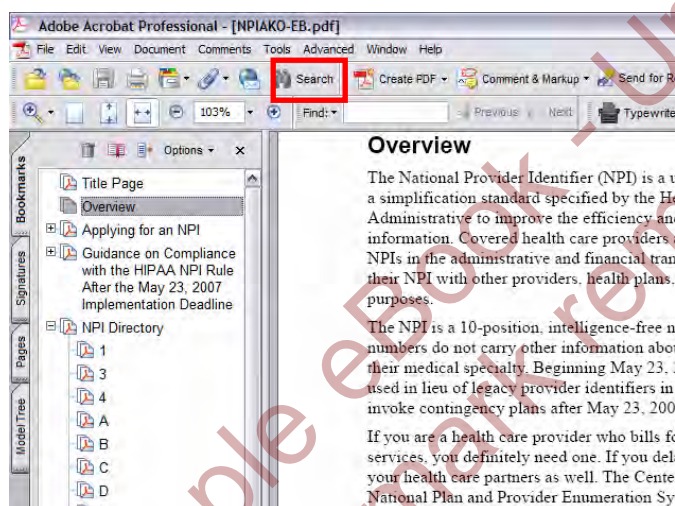 Adobe Acrobat Professional - [NPIAKO-EB.pdf]
File Edit View Document Comments Tools Advanced Window Help
Search Create PDF Comment & Markup Send for R
103% Find: Previous Next Typewrite
Options x
Bookmarks
Signatures
Pages
Model Tree
Title Page
Overview
Applying for an NPI
Guidance on Compliance
with the HIPAA NPI Rule
After the May 23, 2007
Implementation Deadline
NPI Directory
1
3
4
A
B
C
D
Overview
The National Provider Identifier (NPI) is a u
a simplification standard specified by the He
Administrative to improve the efficiency and
information. Covered health care providers a
NPIs in the administrative and financial tran
their NPI with other providers, health plans,
purposes.
The NPI is a 10-position, intelligence-free n
numbers do not carry other information abou
their medical specialty. Beginning May 23,
used in lieu of legacy provider identifiers in
invoke contingency plans after May 23, 200
If you are a health care provider who bills fo
services, you definitely need one. If you dela
your health care partners as well. The Cente
National Plan and Provider Enumeration Sy
ple eBook - U
mark rem